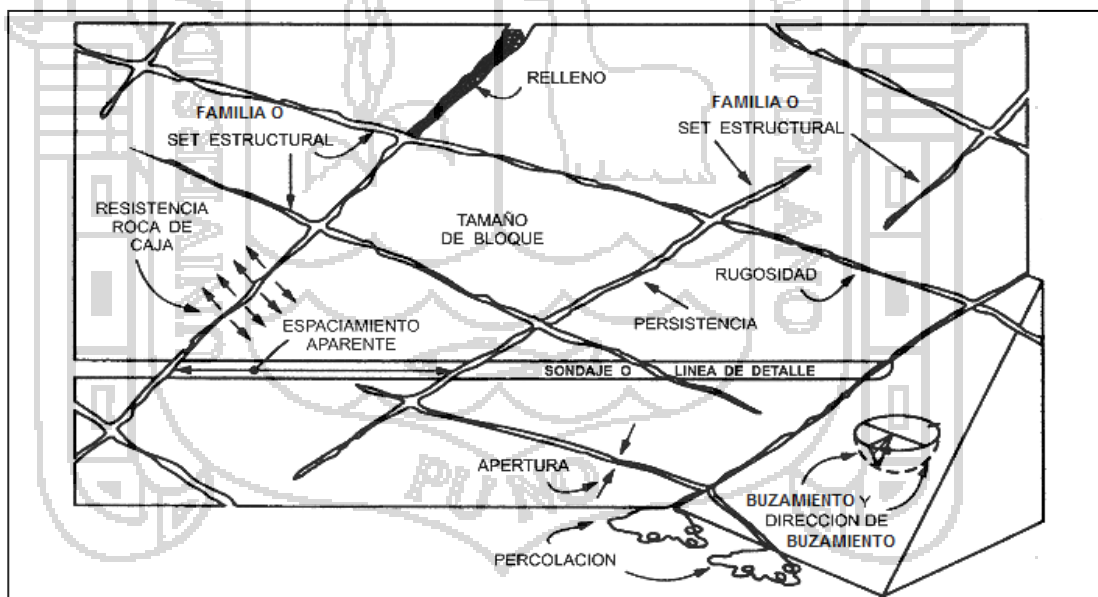 RELLENO
FAMILIA O
SET ESTRUCTURAL
FAMILIA O
SET ESTRUCTURAL
RESISTENCIA
ROCA DE
CAJA
TAMAÑO
DE BLOQUE
RUGOSIDAD
PERSISTENCIA
ESPACIAMIENTO
APARENTE
SONDAJE O LINEA DE DETALLE
APERTURA
BUZAMIENTO Y
DIRECCION DE
BUZAMIENTO
PERCOLACION
PUNO